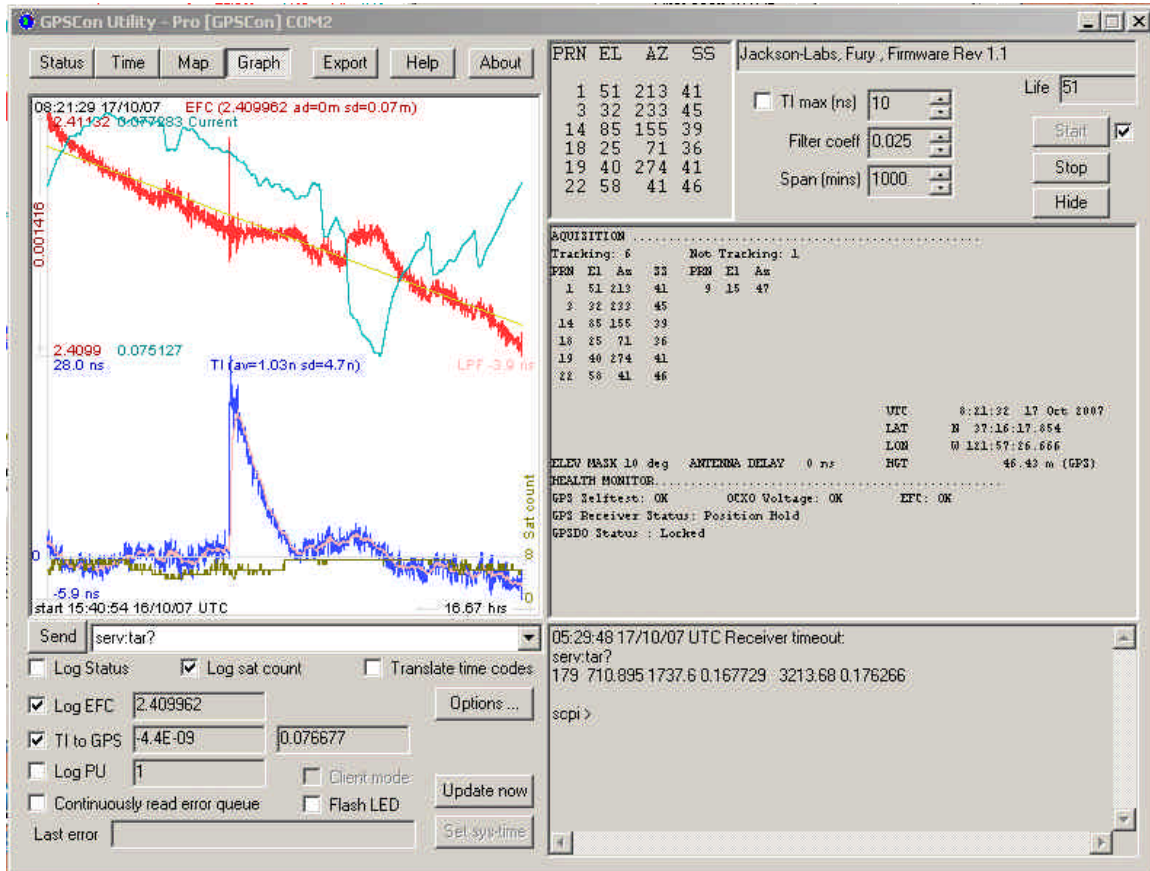 GPSCon Utility - Pro [GPSCon] COM2
Status Time Map Graph Export Help About
08:21:29 17/10/07 EFC (2.409962 ad=0m sd=0.07m)
2.41132 0.077283 Current
0.001416
2.4099 0.075127
28.0 ns TI (av=1.03n sd=4.7n) LPF -3.9 ns
0
8 Sat count
0
-5.9 ns
start 15:40:54 16/10/07 UTC 16.67 hrs
PRN EL AZ SS
1 51 213 41
3 32 233 45
14 85 155 39
18 25 71 36
19 40 274 41
22 58 41 46
Jackson-Labs, Fury , Firmware Rev 1.1
TI max (ns) 10
Filter coeff 0.025
Span (mins) 1000
Life 51
Start
Stop
Hide
AQUISITION ................................................
Tracking: 6 Not Tracking: 1
PRN El Az SS PRN El Az
1 51 213 41 9 15 47
3 32 233 45
14 85 155 39
18 25 71 36
19 40 274 41
22 58 41 46
UTC 8:21:32 17 Oct 2007
LAT N 37:16:17.854
LON W 121:57:26.666
ELEV MASK 10 deg ANTENNA DELAY 0 ns HGT 46.43 m (GPS)
HEALTH MONITOR................................................
GPS Selftest: OK OCXO Voltage: OK EFC: OK
GPS Receiver Status: Position Hold
GPSDO Status : Locked
Send serv:tar?
Log Status Log sat count Translate time codes
Log EFC 2.409962 Options ...
TI to GPS -4.4E-09 0.076677
Log PU 1 Client mode
Continuously read error queue Flash LED Update now
Last error Set sys-time
05:29:48 17/10/07 UTC Receiver timeout:
serv:tar?
179 710.895 1737.6 0.167729 3213.68 0.176266
scpi >